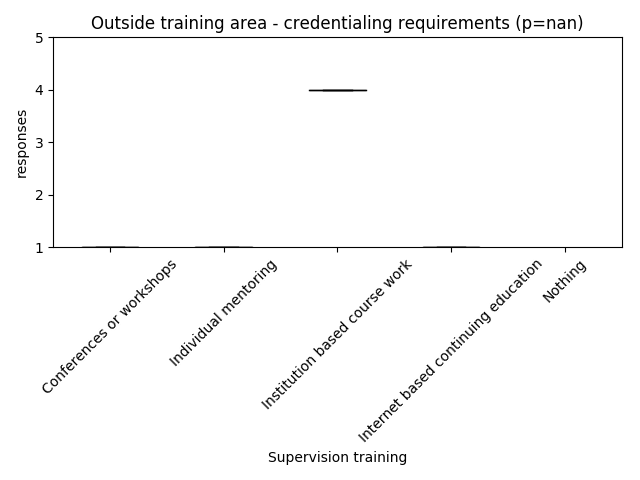 Outside training area - credentialing requirements (p=nan)
5
4
3
2
1
responses
Conferences or workshops
Individual mentoring
Institution based course work
Internet based continuing education
Nothing
Supervision training